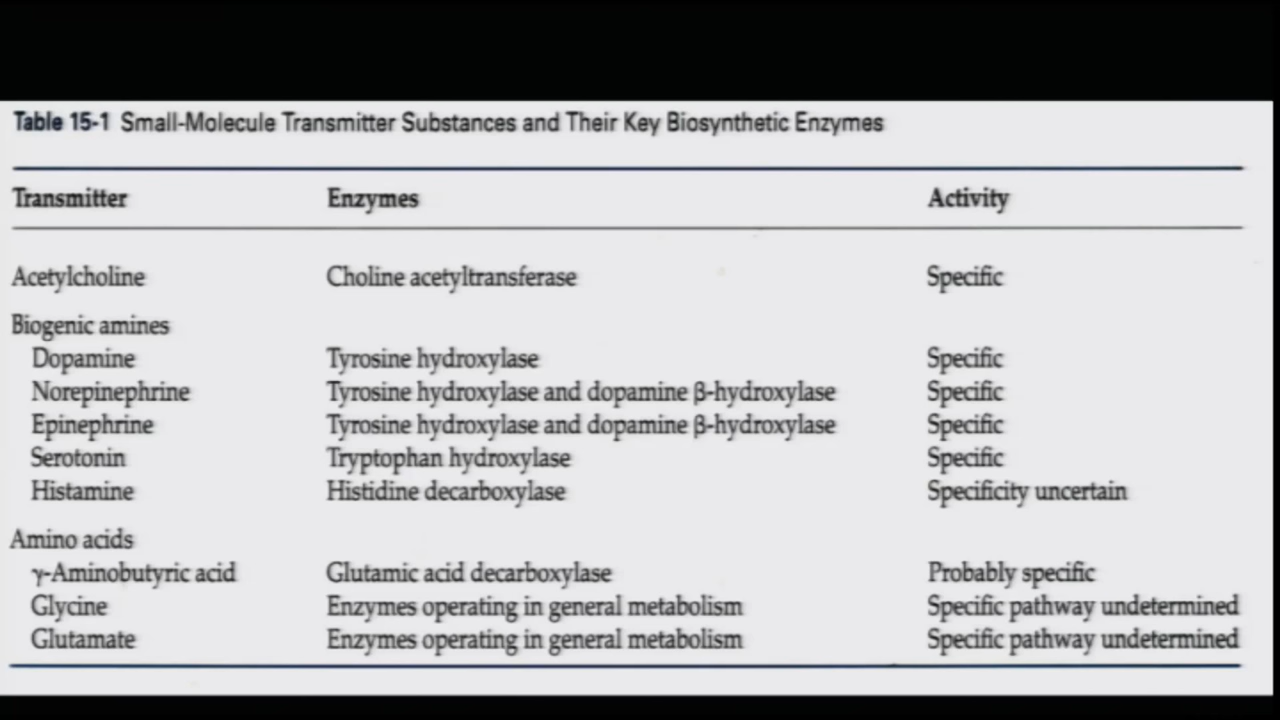 Table 15-1 Small-Molecule Transmitter Substances and Their Key Biosynthetic Enzymes
Transmitter Enzymes Activity
Acetylcholine Choline acetyltransferase Specific
Biogenic amines
Dopamine Tyrosine hydroxylase Specific
Norepinephrine Tyrosine hydroxylase and dopamine β-hydroxylase Specific
Epinephrine Tyrosine hydroxylase and dopamine β-hydroxylase Specific
Serotonin Tryptophan hydroxylase Specific
Histamine Histidine decarboxylase Specificity uncertain
Amino acids
γ-Aminobutyric acid Glutamic acid decarboxylase Probably specific
Glycine Enzymes operating in general metabolism Specific pathway undetermined
Glutamate Enzymes operating in general metabolism Specific pathway undetermined